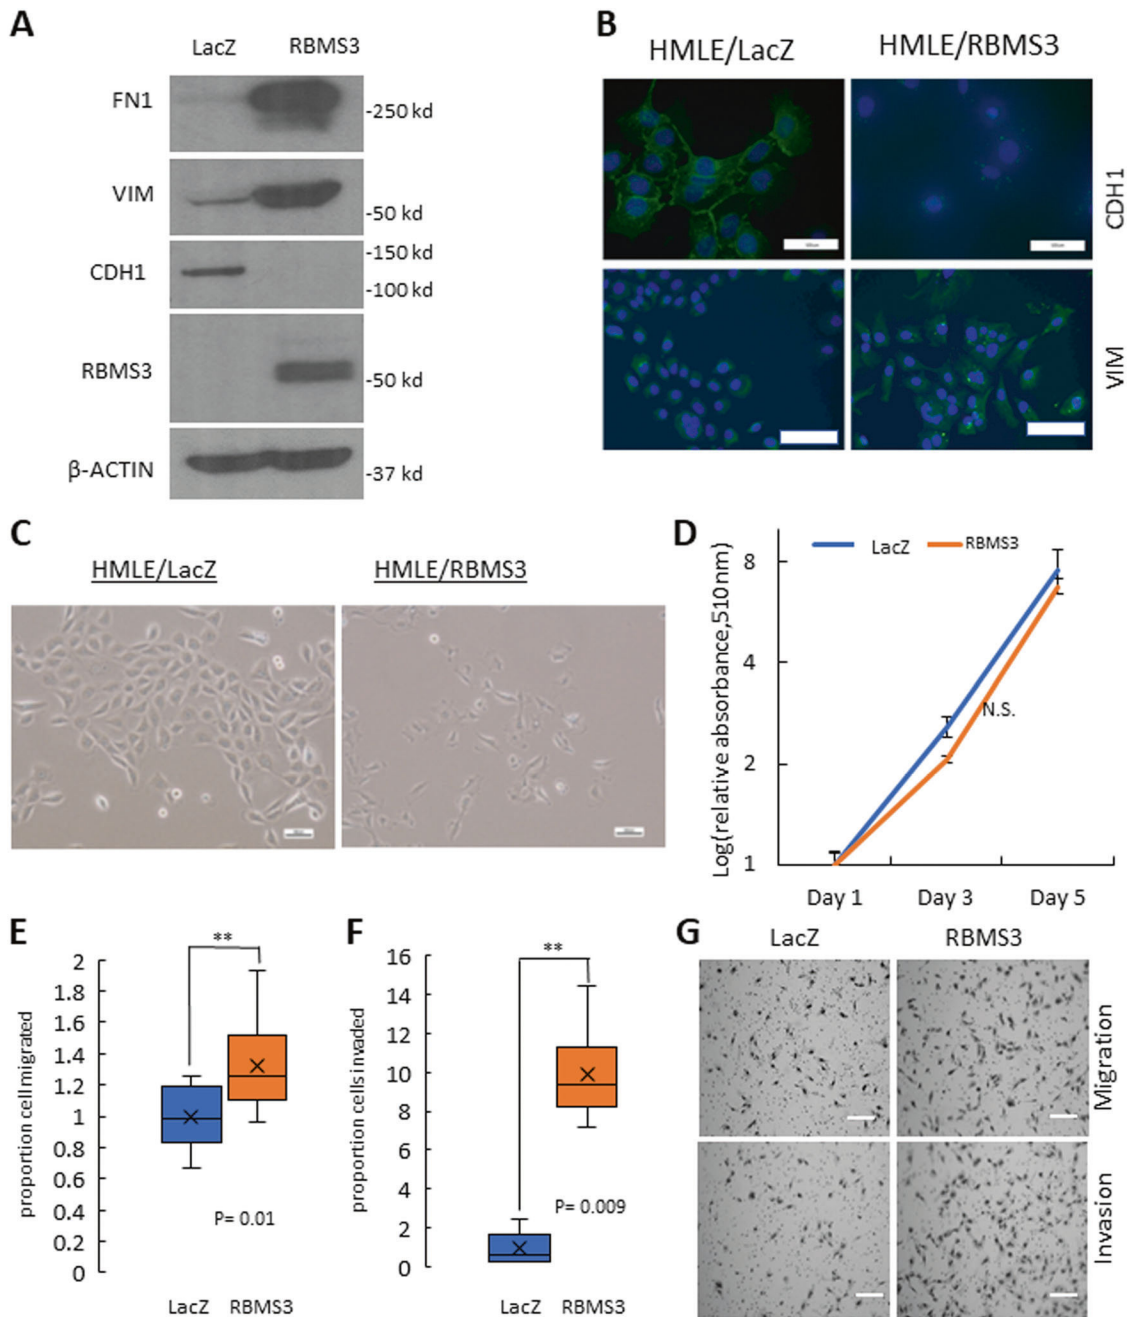 A
LacZ RBMS3
FN1
-250 kd
VIM
-50 kd
CDH1
-150 kd
-100 kd
RBMS3
-50 kd
β-ACTIN
-37 kd
B
HMLE/LacZ HMLE/RBMS3
CDH1
VIM
C
HMLE/LacZ HMLE/RBMS3
D
LacZ RBMS3
Log(relative absorbance,510nm)
8
4
2
1
N.S.
Day 1 Day 3 Day 5
E
**
proportion cell migrated
2
1.8
1.6
1.4
1.2
1
0.8
0.6
0.4
0.2
0
P= 0.01
LacZ RBMS3
F
**
proportion cells invaded
16
14
12
10
8
6
4
2
0
P= 0.009
LacZ RBMS3
G
LacZ RBMS3
Migration
Invasion